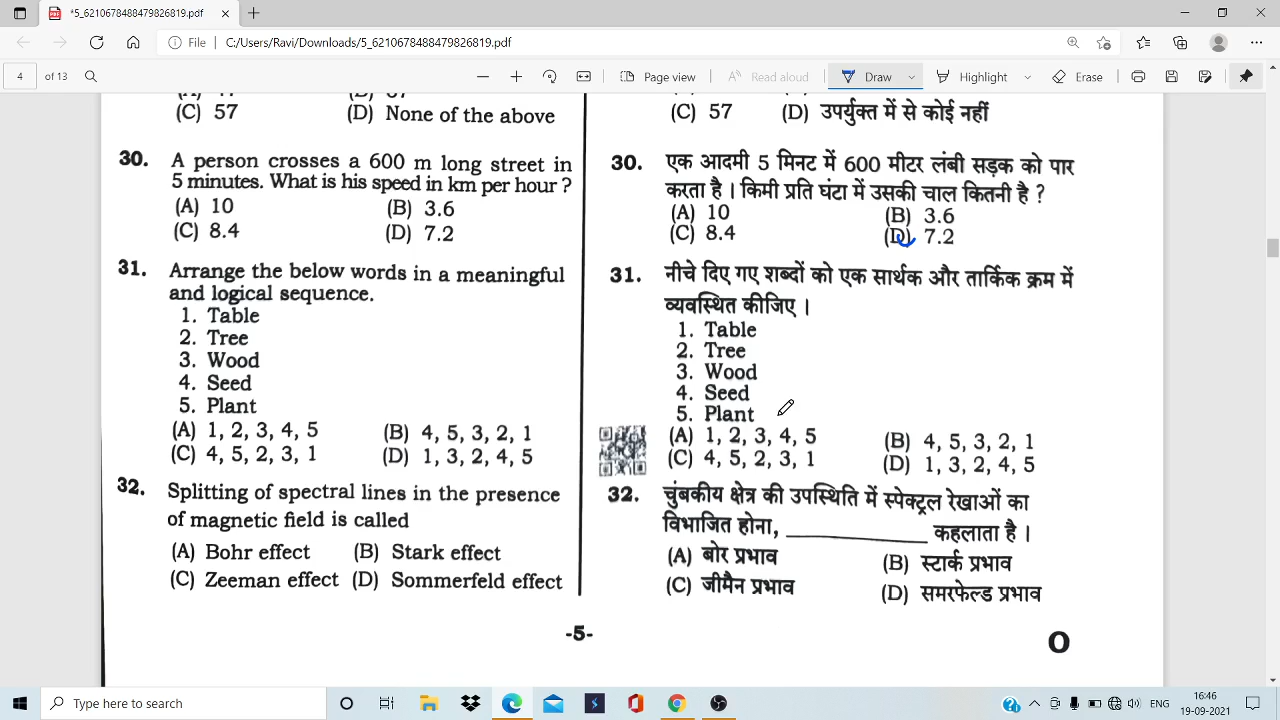 *5_6210678488479826819.pdf
File | C:/Users/Ravi/Downloads/5_6210678488479826819.pdf
4 of 13
Page view
Read aloud
Draw
Highlight
Erase
(C) 57 (D) None of the above
30. A person crosses a 600 m long street in
5 minutes. What is his speed in km per hour ?
(A) 10 (B) 3.6
(C) 8.4 (D) 7.2
31. Arrange the below words in a meaningful
and logical sequence.
1. Table
2. Tree
3. Wood
4. Seed
5. Plant
(A) 1, 2, 3, 4, 5 (B) 4, 5, 3, 2, 1
(C) 4, 5, 2, 3, 1 (D) 1, 3, 2, 4, 5
32. Splitting of spectral lines in the presence
of magnetic field is called
(A) Bohr effect (B) Stark effect
(C) Zeeman effect (D) Sommerfeld effect
(C) 57 (D) उपर्युक्त में से कोई नहीं
30. एक आदमी 5 मिनट में 600 मीटर लंबी सड़क को पार
करता है । किमी प्रति घंटा में उसकी चाल कितनी है ?
(A) 10 (B) 3.6
(C) 8.4 (D) 7.2
31. नीचे दिए गए शब्दों को एक सार्थक और तार्किक क्रम में
व्यवस्थित कीजिए ।
1. Table
2. Tree
3. Wood
4. Seed
5. Plant
(A) 1, 2, 3, 4, 5 (B) 4, 5, 3, 2, 1
(C) 4, 5, 2, 3, 1 (D) 1, 3, 2, 4, 5
32. चुंबकीय क्षेत्र की उपस्थिति में स्पेक्ट्रल रेखाओं का
विभाजित होना, ____________ कहलाता है ।
(A) बोर प्रभाव (B) स्टार्क प्रभाव
(C) जीमैन प्रभाव (D) समरफेल्ड प्रभाव
-5-
O
Type here to search
ENG
16:46
19-09-2021